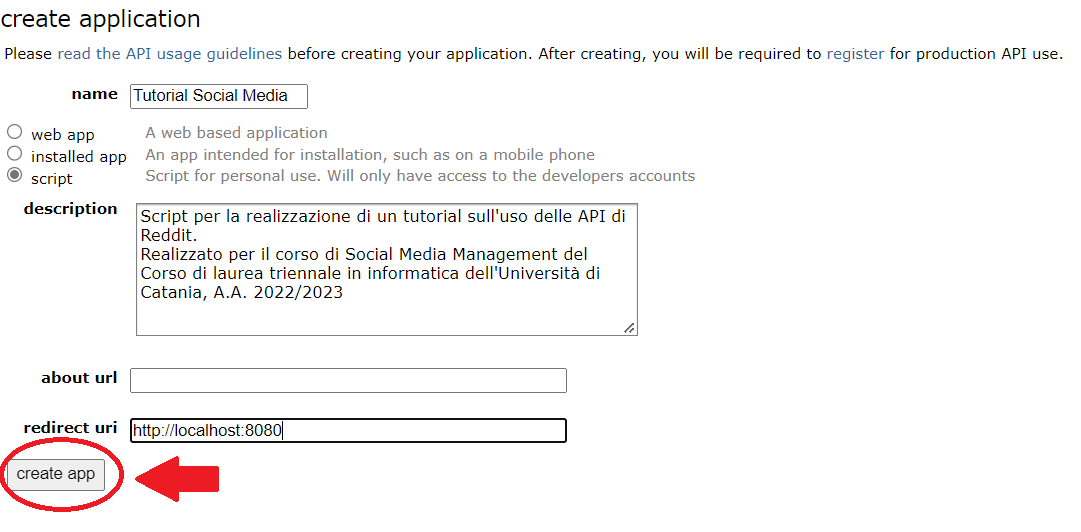 create application
Please read the API usage guidelines before creating your application. After creating, you will be required to register for production API use.
name Tutorial Social Media
web app A web based application
installed app An app intended for installation, such as on a mobile phone
script Script for personal use. Will only have access to the developers accounts
description Script per la realizzazione di un tutorial sull'uso delle API di
Reddit.
Realizzato per il corso di Social Media Management del
Corso di laurea triennale in informatica dell'Università di
Catania, A.A. 2022/2023
about url
redirect uri http://localhost:8080
create app